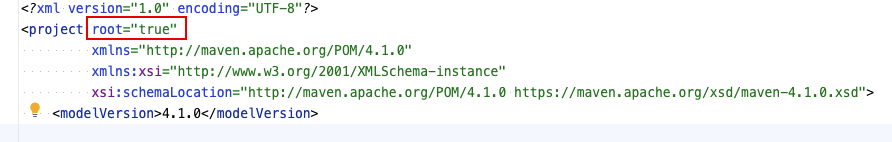 <?xml version="1.0" encoding="UTF-8"?>
<project root="true"
xmlns="http://maven.apache.org/POM/4.1.0"
xmlns:xsi="http://www.w3.org/2001/XMLSchema-instance"
xsi:schemaLocation="http://maven.apache.org/POM/4.1.0 https://maven.apache.org/xsd/maven-4.1.0.xsd">
<modelVersion>4.1.0</modelVersion>